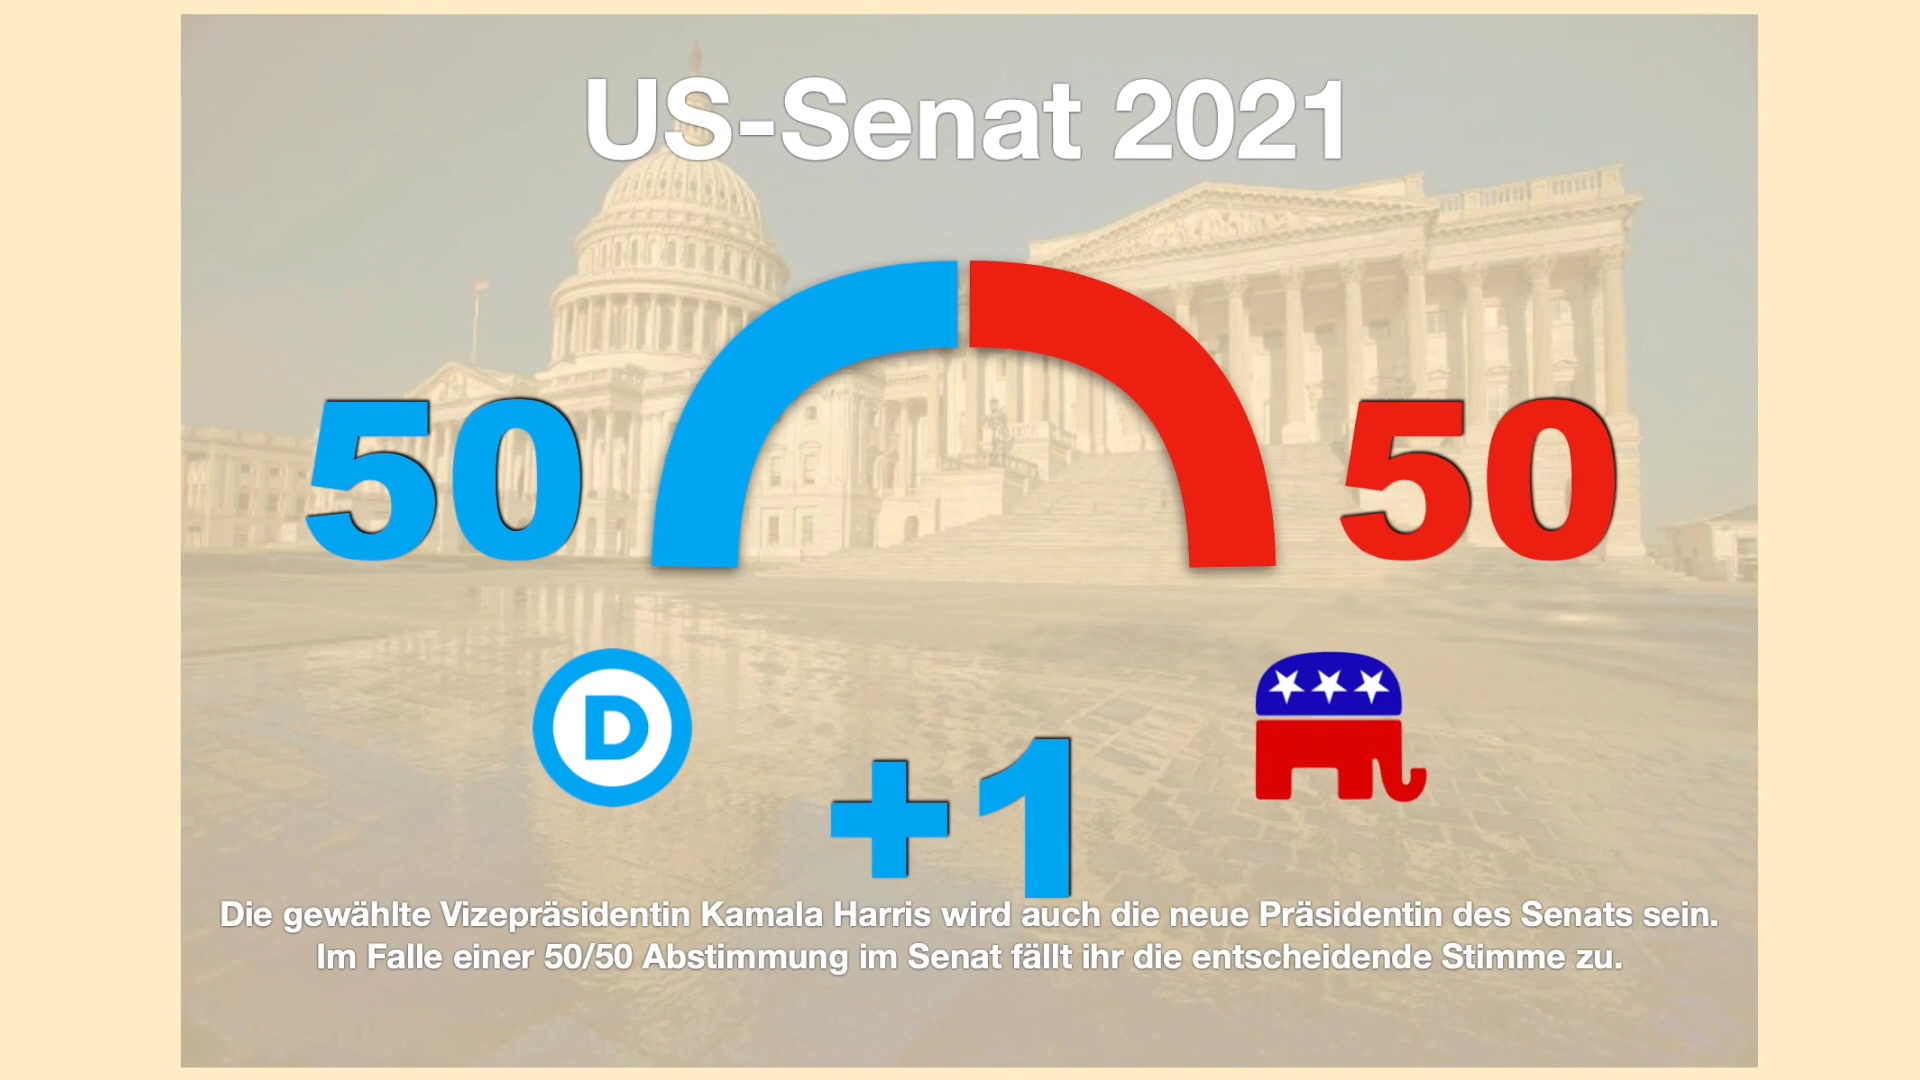 US-Senat 2021
50
50
D
+1
Die gewählte Vizepräsidentin Kamala Harris wird auch die neue Präsidentin des Senats sein.
Im Falle einer 50/50 Abstimmung im Senat fällt ihr die entscheidende Stimme zu.